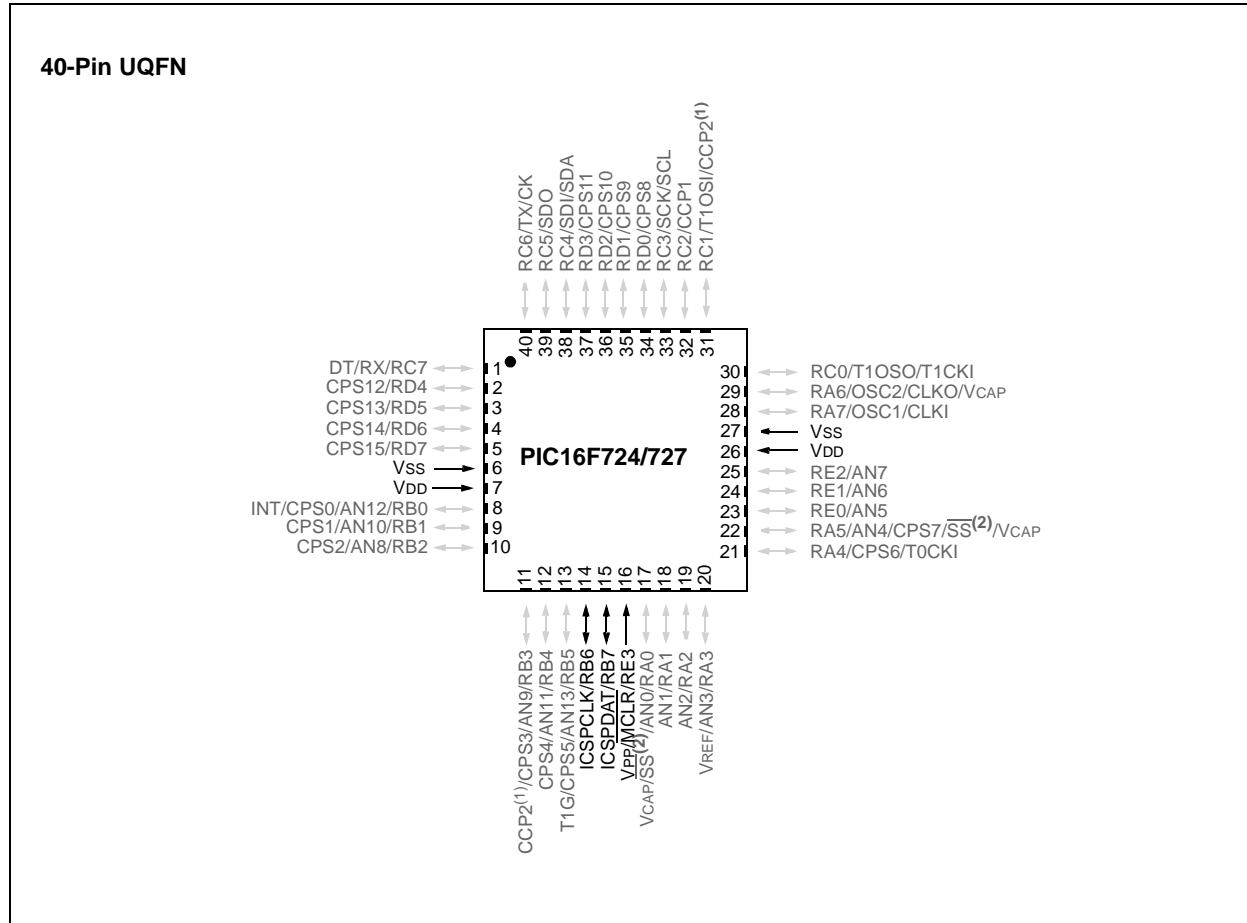 40-Pin UQFN
RC6/TX/CK
RC5/SDO
RC4/SDI/SDA
RD3/CPS11
RD2/CPS10
RD1/CPS9
RD0/CPS8
RC3/SCK/SCL
RC2/CCP1
RC1/T1OSI/CCP2(1)
40
39
38
37
36
35
34
33
32
31
DT/RX/RC7 1
CPS12/RD4 2
CPS13/RD5 3
CPS14/RD6 4
CPS15/RD7 5
VSS 6
VDD 7
INT/CPS0/AN12/RB0 8
CPS1/AN10/RB1 9
CPS2/AN8/RB2 10
PIC16F724/727
30 RC0/T1OSO/T1CKI
29 RA6/OSC2/CLKO/VCAP
28 RA7/OSC1/CLKI
27 VSS
26 VDD
25 RE2/AN7
24 RE1/AN6
23 RE0/AN5
22 RA5/AN4/CPS7/SS(2)/VCAP
21 RA4/CPS6/T0CKI
11
12
13
14
15
16
17
18
19
20
CCP2(1)/CPS3/AN9/RB3
CPS4/AN11/RB4
T1G/CPS5/AN13/RB5
ICSPCLK/RB6
ICSPDAT/RB7
VPP/MCLR/RE3
VCAP/SS(2)/AN0/RA0
AN1/RA1
AN2/RA2
VREF/AN3/RA3